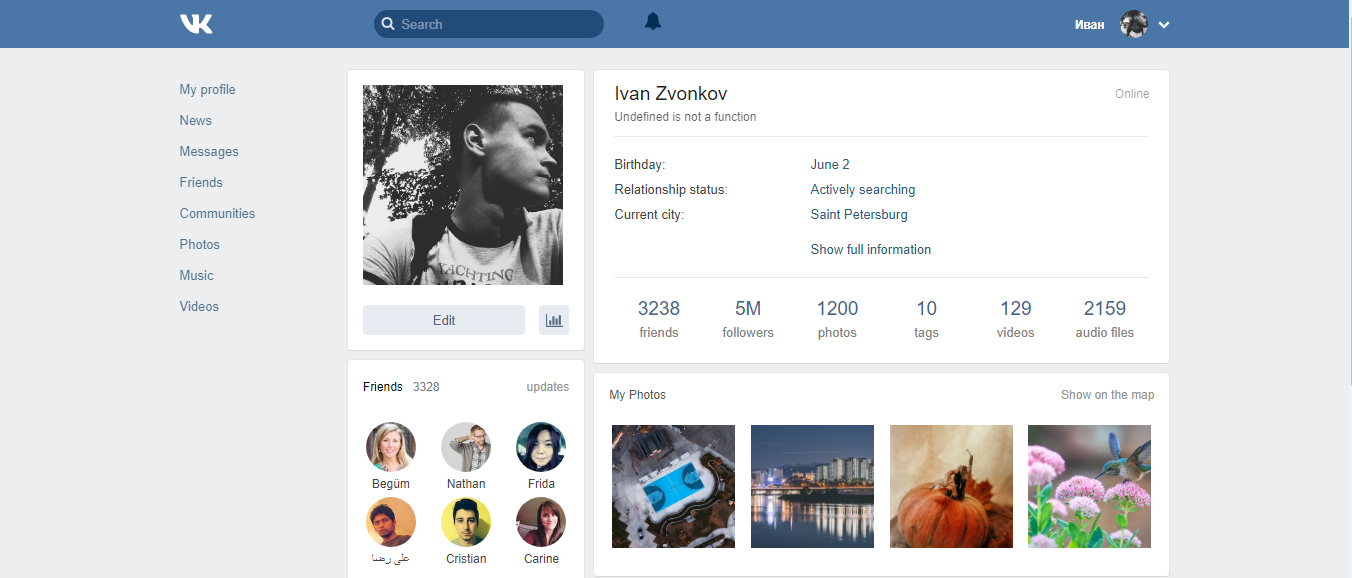 VK
Search
Иван
My profile
News
Messages
Friends
Communities
Photos
Music
Videos
YACHTING
Edit
Ivan Zvonkov
Online
Undefined is not a function
Birthday: June 2
Relationship status: Actively searching
Current city: Saint Petersburg
Show full information
3238 5M 1200 10 129 2159
friends followers photos tags videos audio files
Friends 3328 updates
Begüm Nathan Frida
علی رضا Cristian Carine
My Photos Show on the map